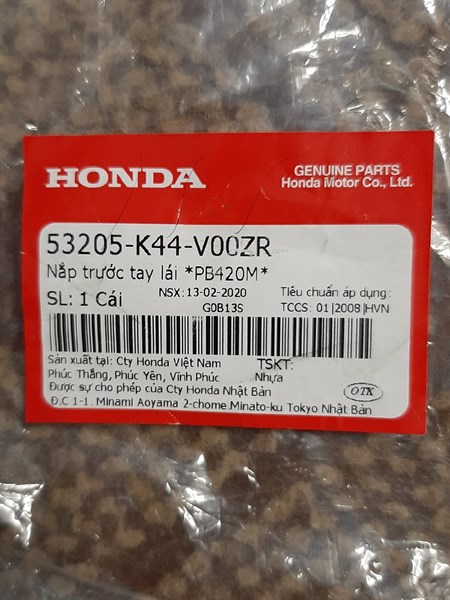 HONDA
GENUINE PARTS
Honda Motor Co., Ltd.
53205-K44-V00ZR
Nắp trước tay lái *PB420M*
SL: 1 Cái
NSX: 13-02-2020
G0B13S
Tiêu chuẩn áp dụng:
TCCS: 01|2008|HVN
Sản xuất tại: Cty Honda Việt Nam
TSKT:
Phúc Thắng, Phúc Yên, Vĩnh Phúc
Nhựa
Được sự cho phép của Cty Honda Nhật Bản
OTK
Đ.C 1-1. Minami Aoyama 2-chome Minato-ku Tokyo Nhật Bản